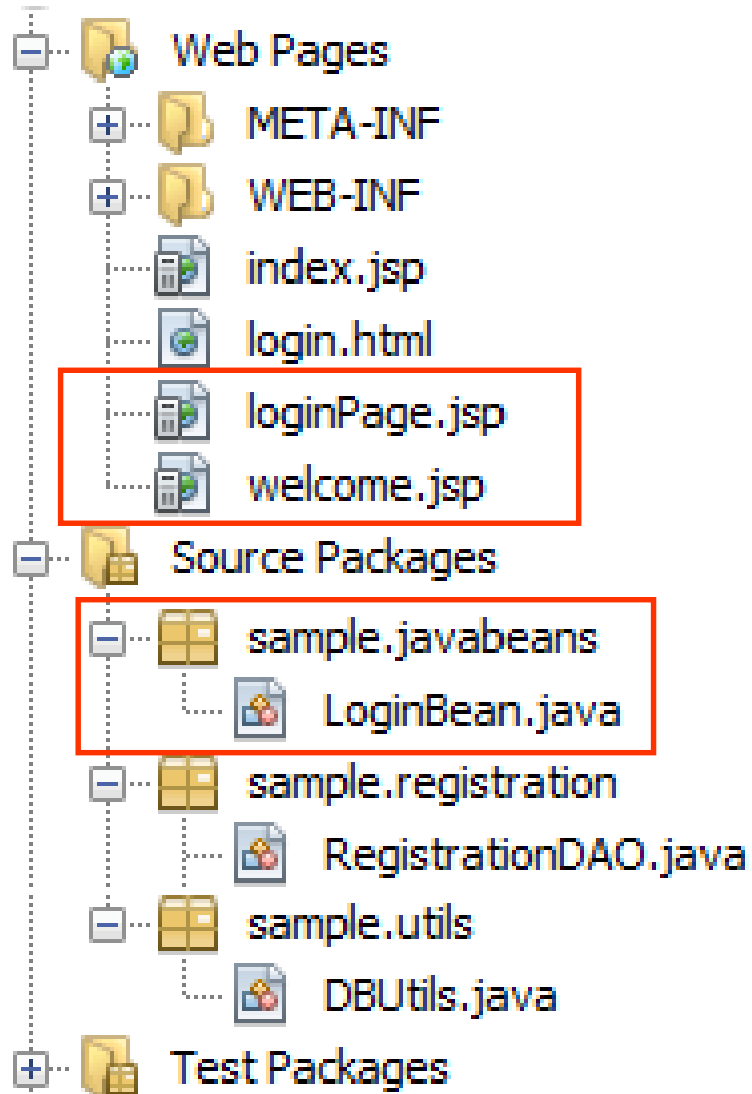 Web Pages
META-INF
WEB-INF
index.jsp
login.html
loginPage.jsp
welcome.jsp
Source Packages
sample.javabeans
LoginBean.java
sample.registration
RegistrationDAO.java
sample.utils
DBUtils.java
Test Packages